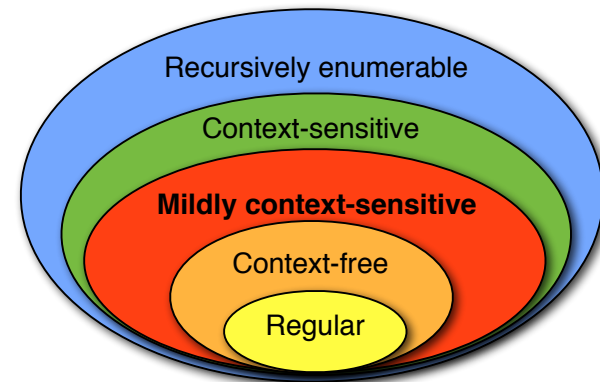 Recursively enumerable
Context-sensitive
Mildly context-sensitive
Context-free
Regular